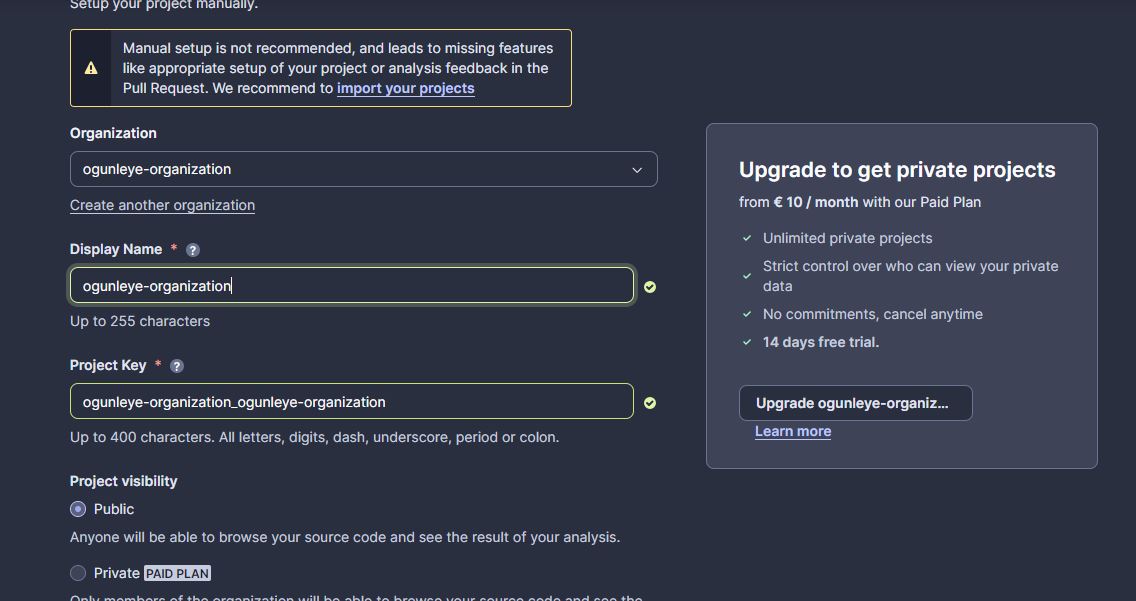 Setup your project manually.
Manual setup is not recommended, and leads to missing features
like appropriate setup of your project or analysis feedback in the
Pull Request. We recommend to import your projects
Organization
ogunleye-organization
Create another organization
Display Name * ?
ogunleye-organization
Up to 255 characters
Project Key * ?
ogunleye-organization_ogunleye-organization
Up to 400 characters. All letters, digits, dash, underscore, period or colon.
Project visibility
Public
Anyone will be able to browse your source code and see the result of your analysis.
Private PAID PLAN
Only members of the organization will be able to browse your source code and see the
Upgrade to get private projects
from € 10 / month with our Paid Plan
Unlimited private projects
Strict control over who can view your private
data
No commitments, cancel anytime
14 days free trial.
Upgrade ogunleye-organiz...
Learn more